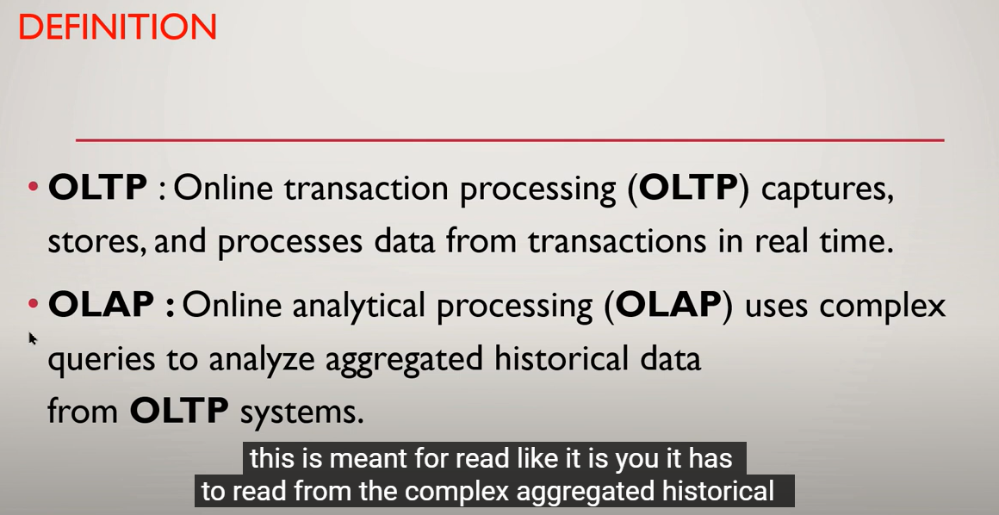 DEFINITION
• OLTP : Online transaction processing (OLTP) captures,
stores, and processes data from transactions in real time.
• OLAP : Online analytical processing (OLAP) uses complex
queries to analyze aggregated historical data
from OLTP systems.
this is meant for read like it is you it has
to read from the complex aggregated historical